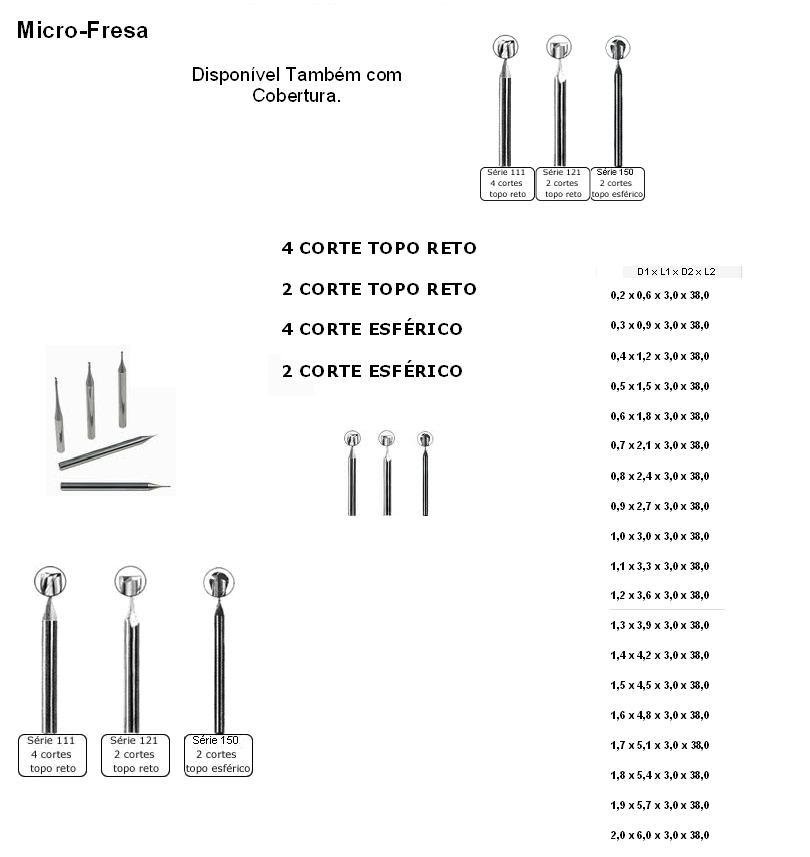 Micro-Fresa
Disponível Também com
Cobertura.
Série 111
4 cortes
topo reto
Série 121
2 cortes
topo reto
Série 150
2 cortes
topo esférico
4 CORTE TOPO RETO
2 CORTE TOPO RETO
4 CORTE ESFÉRICO
2 CORTE ESFÉRICO
D1 x L1 x D2 x L2
0,2 x 0,6 x 3,0 x 38,0
0,3 x 0,9 x 3,0 x 38,0
0,4 x 1,2 x 3,0 x 38,0
0,5 x 1,5 x 3,0 x 38,0
0,6 x 1,8 x 3,0 x 38,0
0,7 x 2,1 x 3,0 x 38,0
0,8 x 2,4 x 3,0 x 38,0
0,9 x 2,7 x 3,0 x 38,0
1,0 x 3,0 x 3,0 x 38,0
1,1 x 3,3 x 3,0 x 38,0
1,2 x 3,6 x 3,0 x 38,0
1,3 x 3,9 x 3,0 x 38,0
1,4 x 4,2 x 3,0 x 38,0
1,5 x 4,5 x 3,0 x 38,0
1,6 x 4,8 x 3,0 x 38,0
1,7 x 5,1 x 3,0 x 38,0
1,8 x 5,4 x 3,0 x 38,0
1,9 x 5,7 x 3,0 x 38,0
2,0 x 6,0 x 3,0 x 38,0
Série 111
4 cortes
topo reto
Série 121
2 cortes
topo reto
Série 150
2 cortes
topo esférico